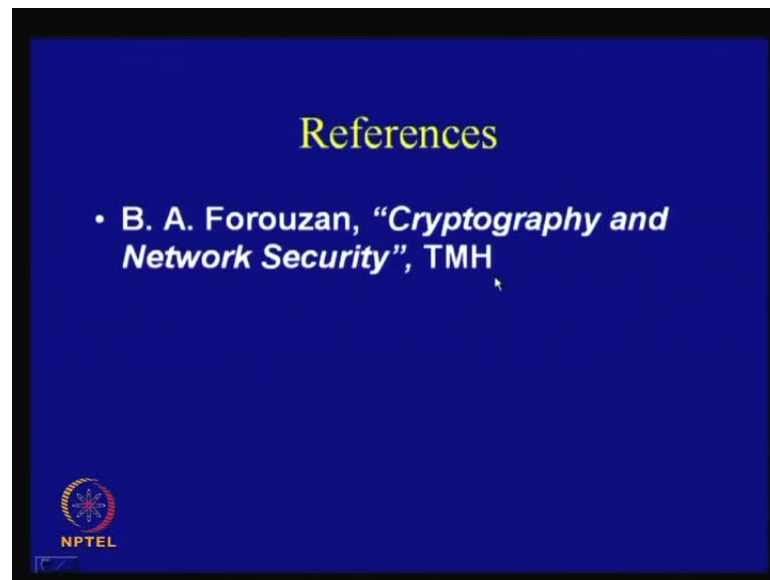 References
• B. A. Forouzan, “Cryptography and
Network Security”, TMH
NPTEL